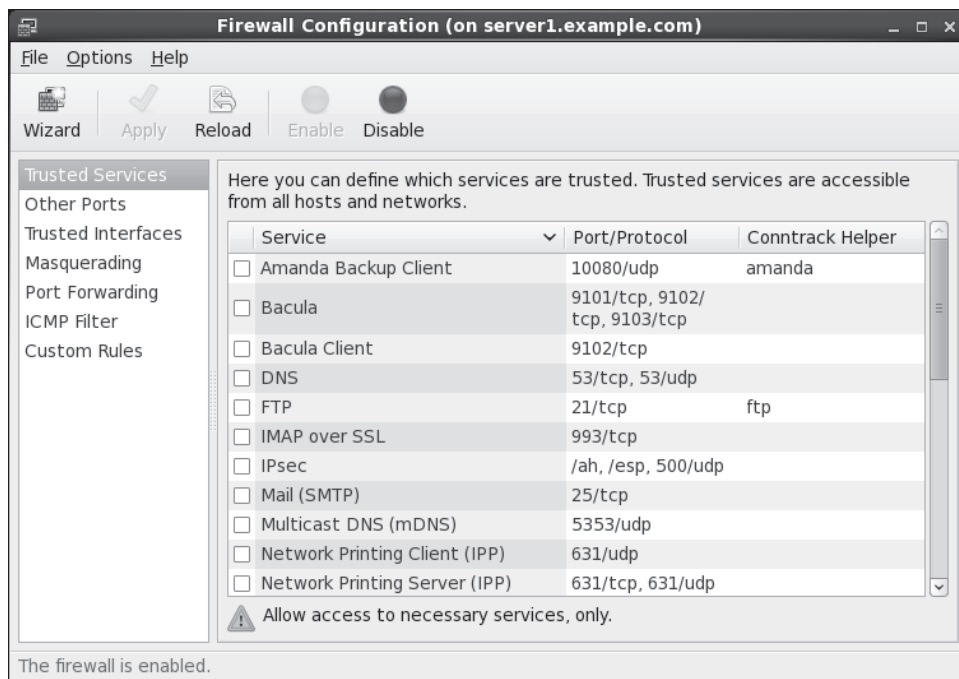 Firewall Configuration (on server1.example.com)
File Options Help
Wizard Apply Reload Enable Disable
Trusted Services
Other Ports
Trusted Interfaces
Masquerading
Port Forwarding
ICMP Filter
Custom Rules
Here you can define which services are trusted. Trusted services are accessible
from all hosts and networks.
Service Port/Protocol Conntrack Helper
Amanda Backup Client 10080/udp amanda
Bacula 9101/tcp, 9102/
tcp, 9103/tcp
Bacula Client 9102/tcp
DNS 53/tcp, 53/udp
FTP 21/tcp ftp
IMAP over SSL 993/tcp
IPsec /ah, /esp, 500/udp
Mail (SMTP) 25/tcp
Multicast DNS (mDNS) 5353/udp
Network Printing Client (IPP) 631/udp
Network Printing Server (IPP) 631/tcp, 631/udp
Allow access to necessary services, only.
The firewall is enabled.